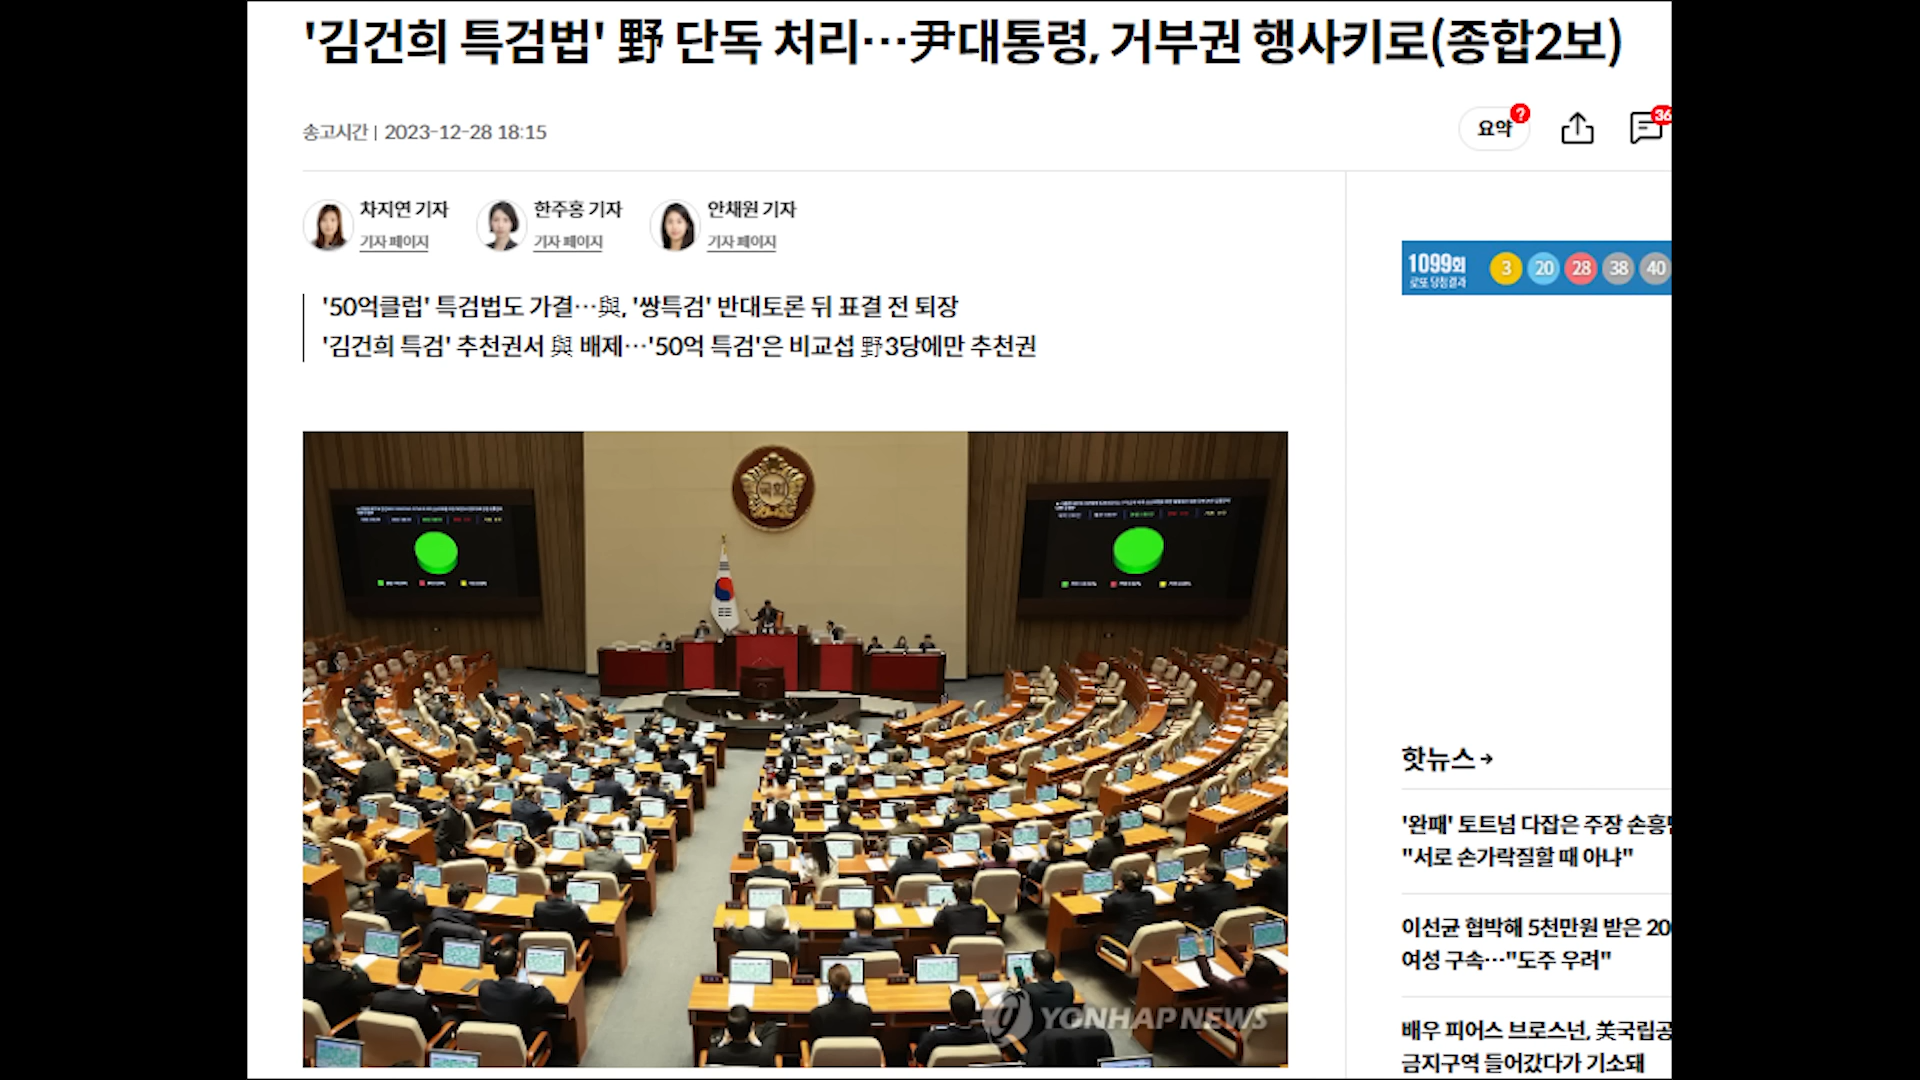 '김건희 특검법' 野 단독 처리…尹대통령, 거부권 행사키로(종합2보)
송고시간 | 2023-12-28 18:15
요약
?
36
차지연 기자
기자 페이지
한주홍 기자
기자 페이지
안채원 기자
기자 페이지
'50억클럽' 특검법도 가결…與, '쌍특검' 반대토론 뒤 표결 전 퇴장
'김건희 특검' 추천권서 與 배제…'50억 특검'은 비교섭 野3당에만 추천권
1099회
로또 당첨결과
3 20 28 38 40
국회
YONHAP NEWS
핫뉴스→
'완패' 토트넘 다잡은 주장 손흥
"서로 손가락질할 때 아냐"
이선균 협박해 5천만원 받은 20
여성 구속…"도주 우려"
배우 피어스 브로스넌, 美국립공
금지구역 들어갔다가 기소돼